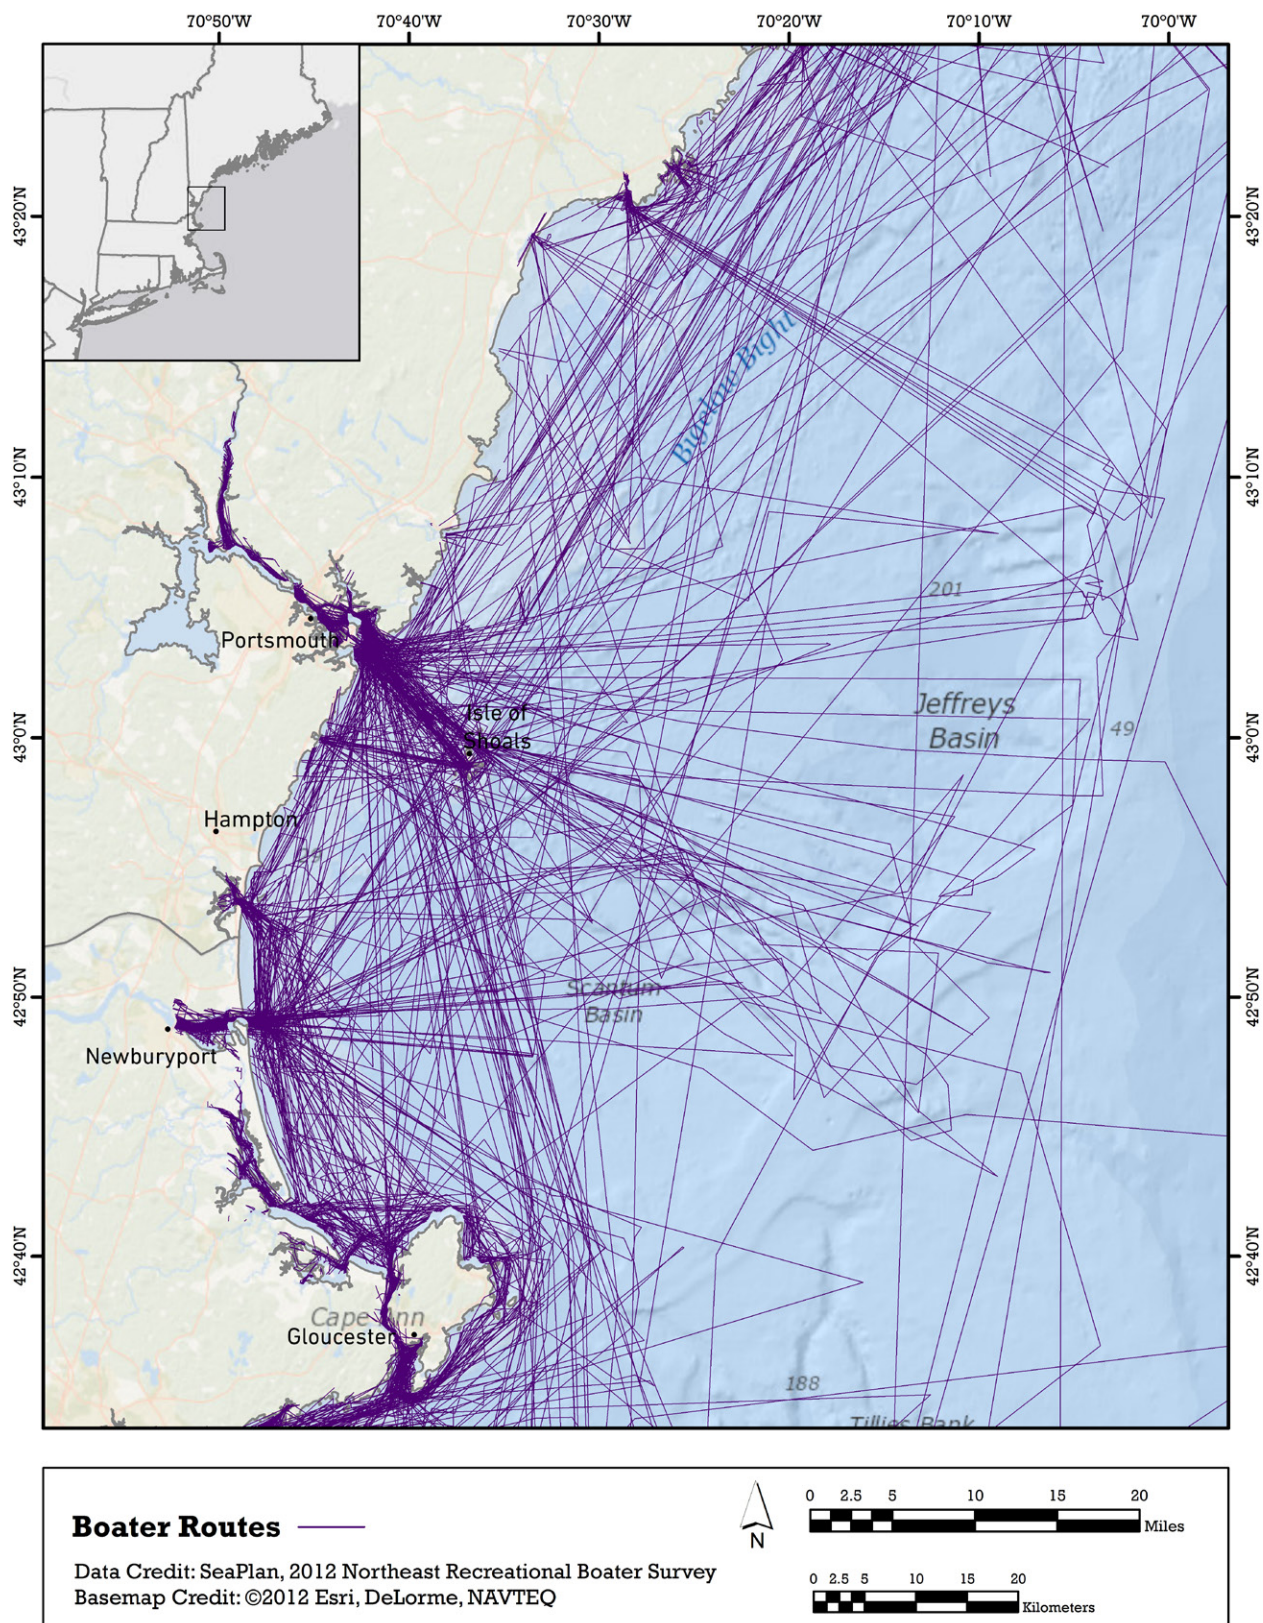 70°50'W 70°40'W 70°30'W 70°20'W 70°10'W 70°0'W
43°20'N 43°20'N
Bigelow Bight
43°10'N 43°10'N
201
Portsmouth
Isle of
Shoals
Jeffreys
Basin
49
43°0'N 43°0'N
Hampton
Scantum
Basin
42°50'N 42°50'N
Newburyport
42°40'N 42°40'N
Cape Ann
Gloucester
188
Tillies Bank
Boater Routes
N
0 2.5 5 10 15 20
Miles
0 2.5 5 10 15 20
Kilometers
Data Credit: SeaPlan, 2012 Northeast Recreational Boater Survey
Basemap Credit: ©2012 Esri, DeLorme, NAVTEQ